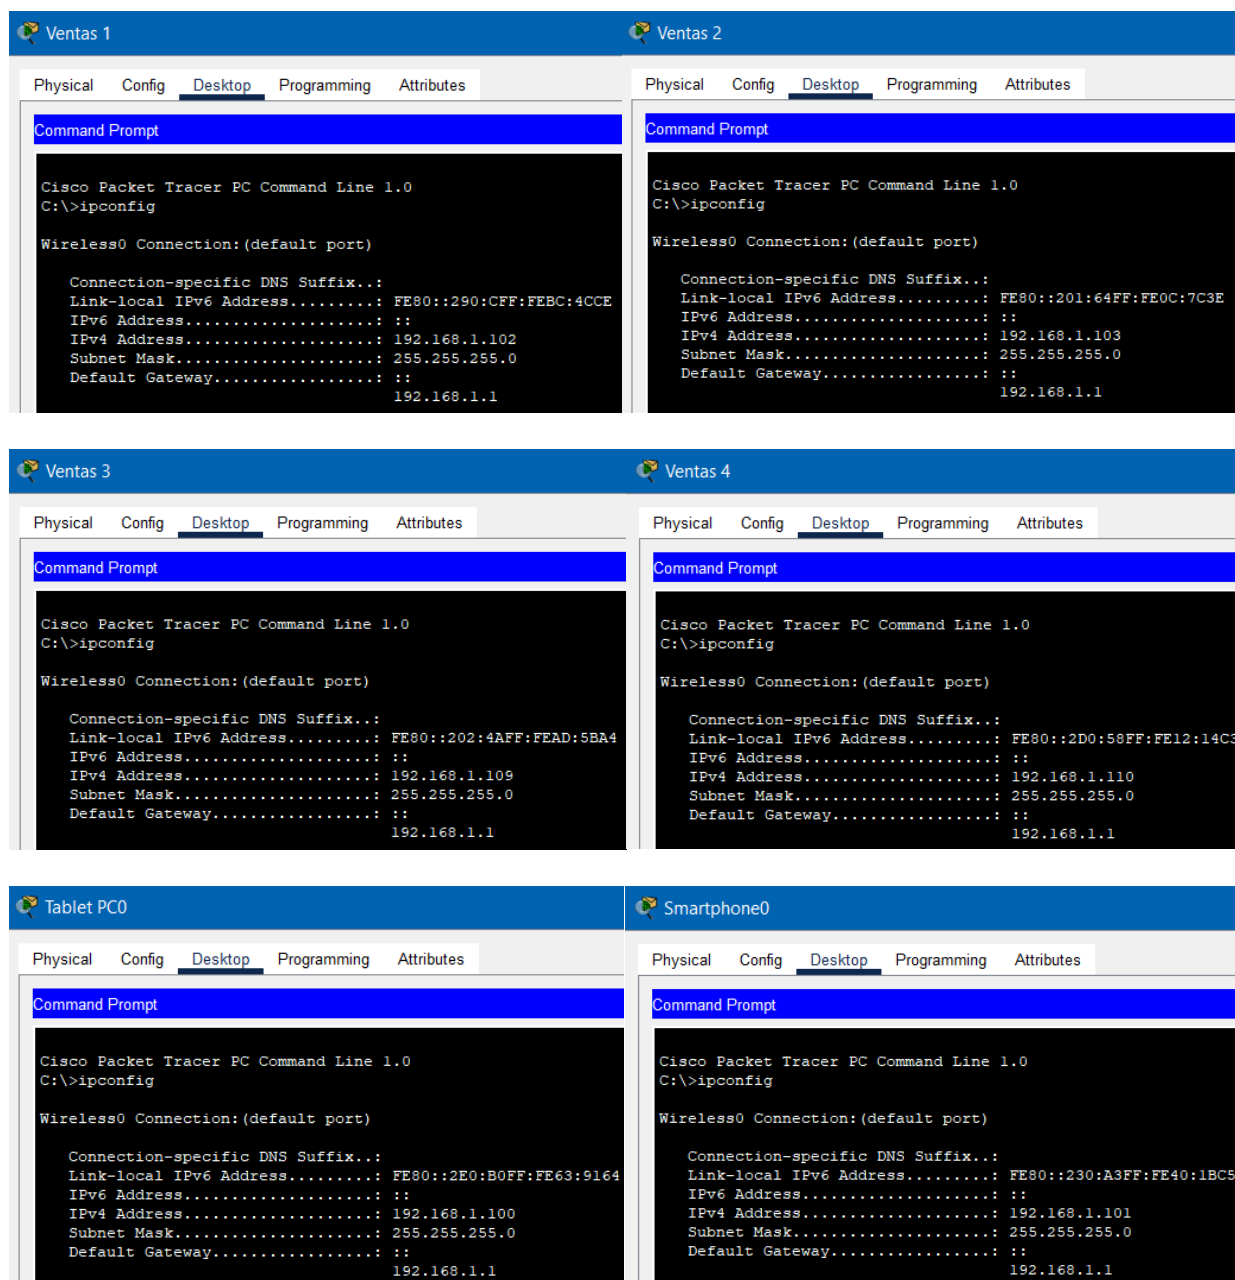 Ventas 1
Physical Config Desktop Programming Attributes
Command Prompt
Cisco Packet Tracer PC Command Line 1.0
C:\>ipconfig
Wireless0 Connection:(default port)
Connection-specific DNS Suffix..:
Link-local IPv6 Address.........: FE80::290:CFF:FEBC:4CCE
IPv6 Address....................: ::
IPv4 Address....................: 192.168.1.102
Subnet Mask.....................: 255.255.255.0
Default Gateway.................: ::
192.168.1.1
Ventas 2
Physical Config Desktop Programming Attributes
Command Prompt
Cisco Packet Tracer PC Command Line 1.0
C:\>ipconfig
Wireless0 Connection:(default port)
Connection-specific DNS Suffix..:
Link-local IPv6 Address.........: FE80::201:64FF:FE0C:7C3E
IPv6 Address....................: ::
IPv4 Address....................: 192.168.1.103
Subnet Mask.....................: 255.255.255.0
Default Gateway.................: ::
192.168.1.1
Ventas 3
Physical Config Desktop Programming Attributes
Command Prompt
Cisco Packet Tracer PC Command Line 1.0
C:\>ipconfig
Wireless0 Connection:(default port)
Connection-specific DNS Suffix..:
Link-local IPv6 Address.........: FE80::202:4AFF:FEAD:5BA4
IPv6 Address....................: ::
IPv4 Address....................: 192.168.1.109
Subnet Mask.....................: 255.255.255.0
Default Gateway.................: ::
192.168.1.1
Ventas 4
Physical Config Desktop Programming Attributes
Command Prompt
Cisco Packet Tracer PC Command Line 1.0
C:\>ipconfig
Wireless0 Connection:(default port)
Connection-specific DNS Suffix..:
Link-local IPv6 Address.........: FE80::2D0:58FF:FE12:14C3
IPv6 Address....................: ::
IPv4 Address....................: 192.168.1.110
Subnet Mask.....................: 255.255.255.0
Default Gateway.................: ::
192.168.1.1
Tablet PC0
Physical Config Desktop Programming Attributes
Command Prompt
Cisco Packet Tracer PC Command Line 1.0
C:\>ipconfig
Wireless0 Connection:(default port)
Connection-specific DNS Suffix..:
Link-local IPv6 Address.........: FE80::2E0:B0FF:FE63:9164
IPv6 Address....................: ::
IPv4 Address....................: 192.168.1.100
Subnet Mask.....................: 255.255.255.0
Default Gateway.................: ::
192.168.1.1
Smartphone0
Physical Config Desktop Programming Attributes
Command Prompt
Cisco Packet Tracer PC Command Line 1.0
C:\>ipconfig
Wireless0 Connection:(default port)
Connection-specific DNS Suffix..:
Link-local IPv6 Address.........: FE80::230:A3FF:FE40:1BC5
IPv6 Address....................: ::
IPv4 Address....................: 192.168.1.101
Subnet Mask.....................: 255.255.255.0
Default Gateway.................: ::
192.168.1.1